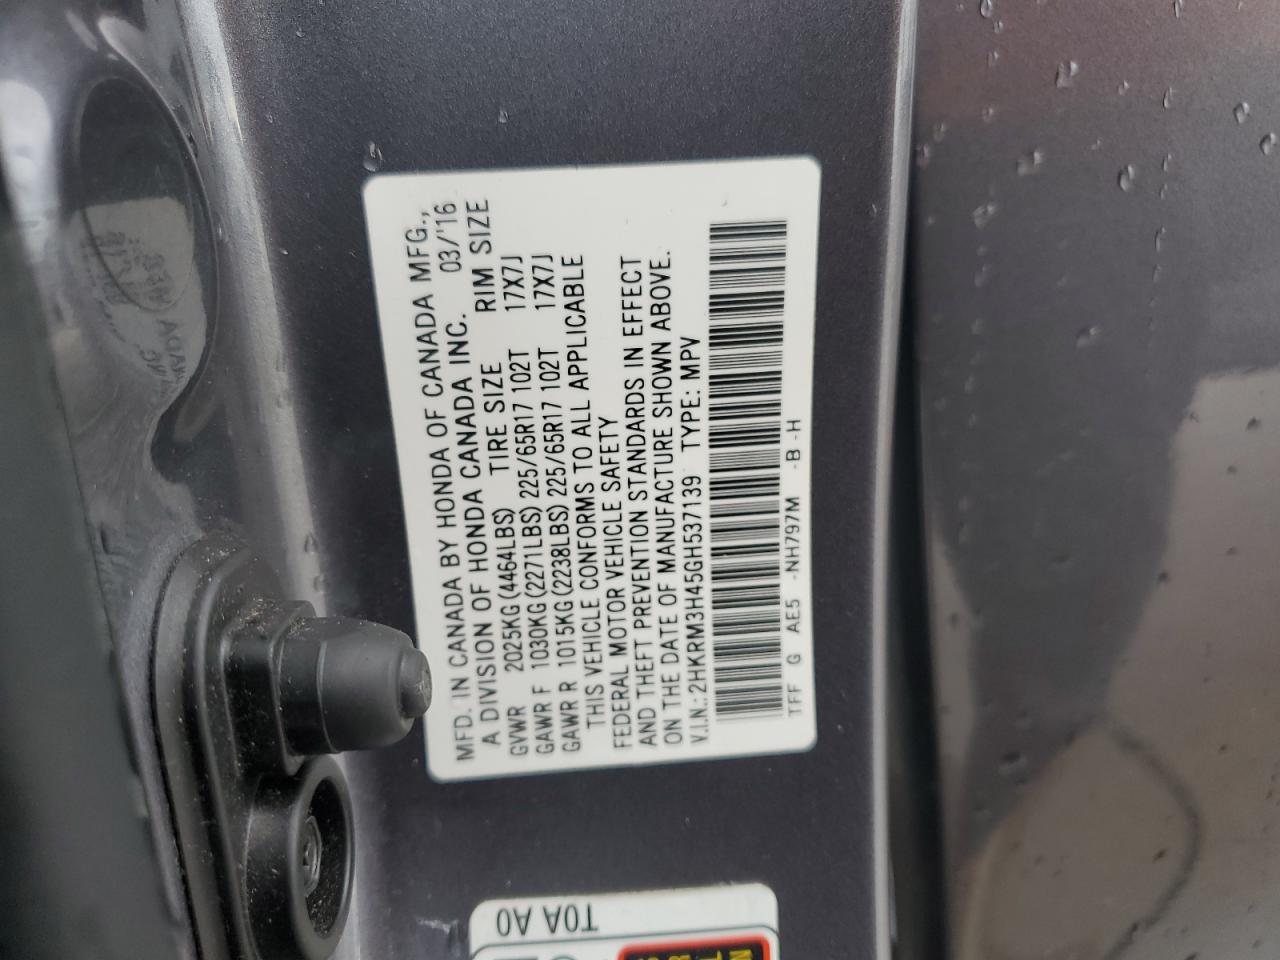 MFD. IN CANADA BY HONDA OF CANADA MFG.,
A DIVISION OF HONDA CANADA INC. 03/'16
GVWR 2025KG(4464LBS) TIRE SIZE RIM SIZE
GAWR F 1030KG(2271LBS) 225/65R17 102T 17X7J
GAWR R 1015KG(2238LBS) 225/65R17 102T 17X7J
THIS VEHICLE CONFORMS TO ALL APPLICABLE
FEDERAL MOTOR VEHICLE SAFETY
AND THEFT PREVENTION STANDARDS IN EFFECT
ON THE DATE OF MANUFACTURE SHOWN ABOVE.
V.I.N.:2HKRM3H45GH537139 TYPE: MPV
TFF G AE5 -NH797M -B-H
T0A A0